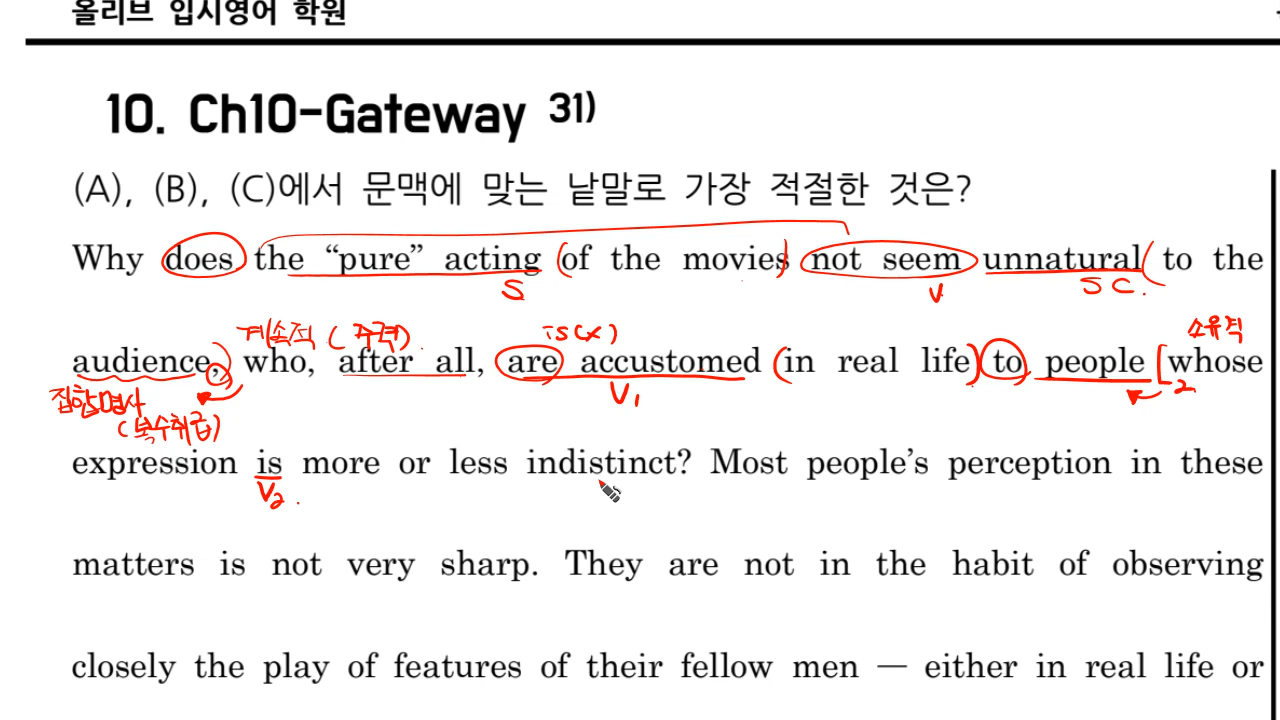 올리브 입시영어 학원
10. Ch10-Gateway 31)
(A), (B), (C)에서 문맥에 맞는 낱말로 가장 적절한 것은?
Why does the “pure” acting (of the movies) not seem unnatural ( to the
S V S C.
계속적 (주격). is(x) 소유격
audience,) who, after all, are accustomed (in real life) to people [whose
집합명사 V1 2
(복수취급)
expression is more or less indistinct? Most people’s perception in these
V2
matters is not very sharp. They are not in the habit of observing
closely the play of features of their fellow men — either in real life or